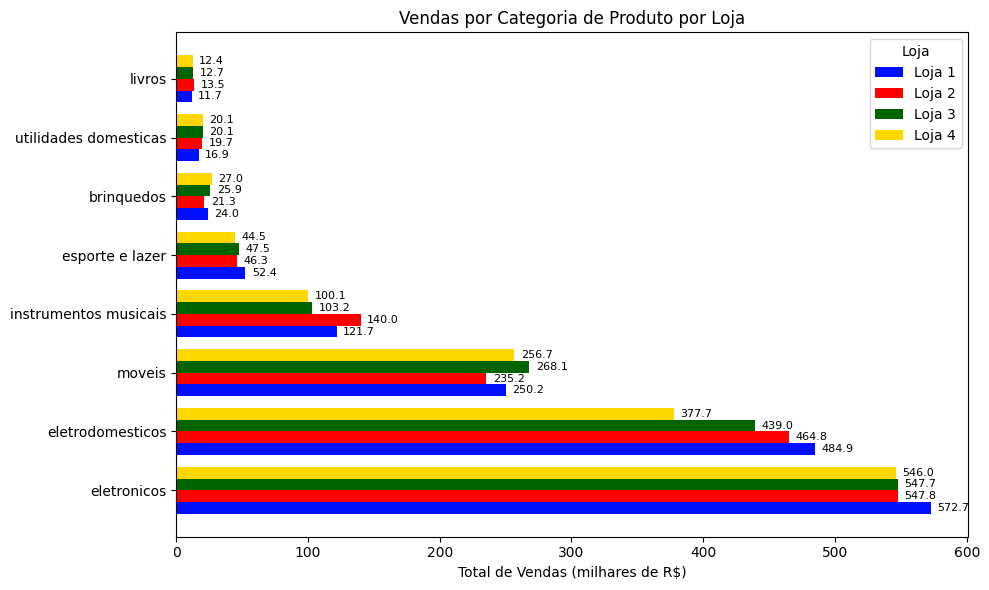 Vendas por Categoria de Produto por Loja
Loja
Loja 1
Loja 2
Loja 3
Loja 4
livros
12.4
12.7
13.5
11.7
utilidades domesticas
20.1
20.1
19.7
16.9
brinquedos
27.0
25.9
21.3
24.0
esporte e lazer
44.5
47.5
46.3
52.4
instrumentos musicais
100.1
103.2
140.0
121.7
moveis
256.7
268.1
235.2
250.2
eletrodomesticos
377.7
439.0
464.8
484.9
eletronicos
546.0
547.7
547.8
572.7
0 100 200 300 400 500 600
Total de Vendas (milhares de R$)